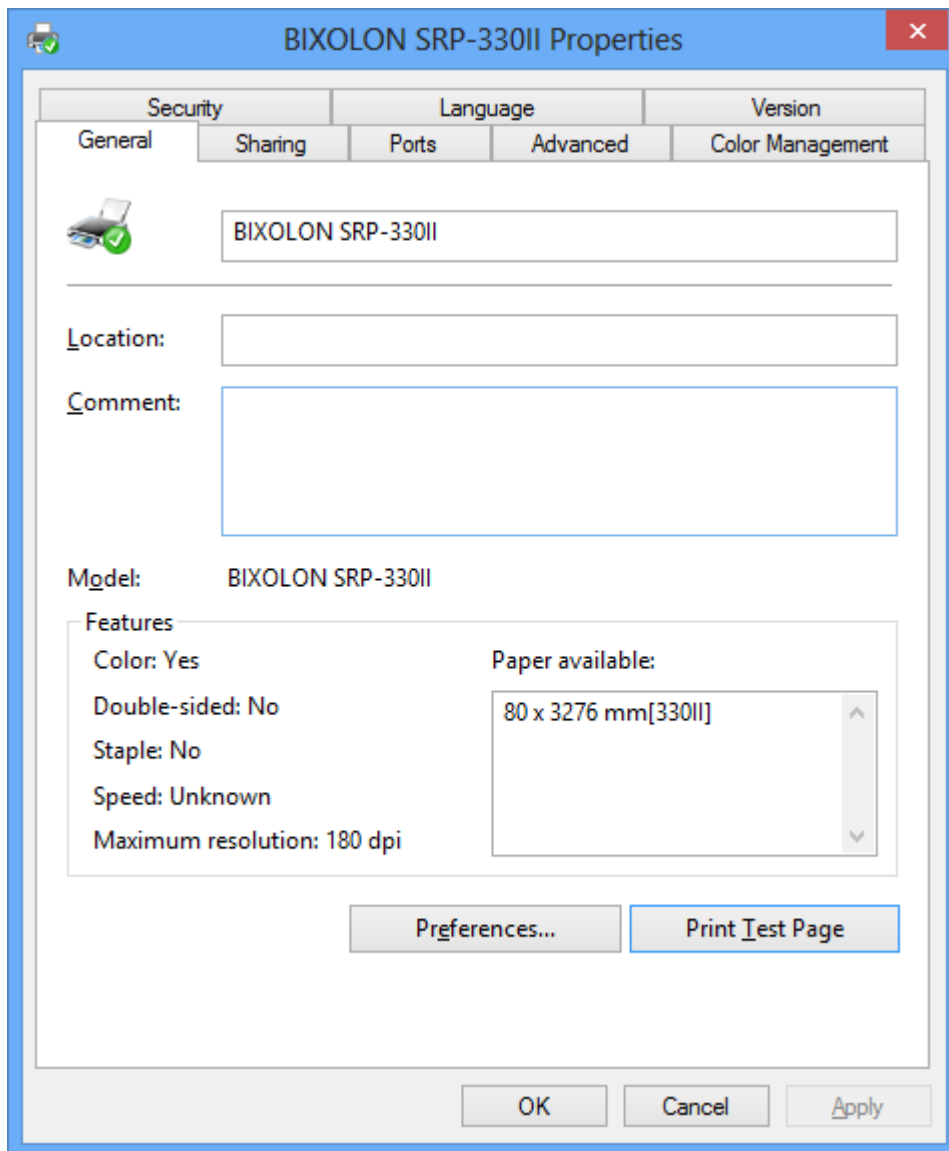 BIXOLON SRP-330II Properties
Security Language Version
General Sharing Ports Advanced Color Management
BIXOLON SRP-330II
Location:
Comment:
Model: BIXOLON SRP-330II
Features
Color: Yes
Double-sided: No
Staple: No
Speed: Unknown
Maximum resolution: 180 dpi
Paper available:
80 x 3276 mm[330II]
Preferences... Print Test Page
OK Cancel Apply